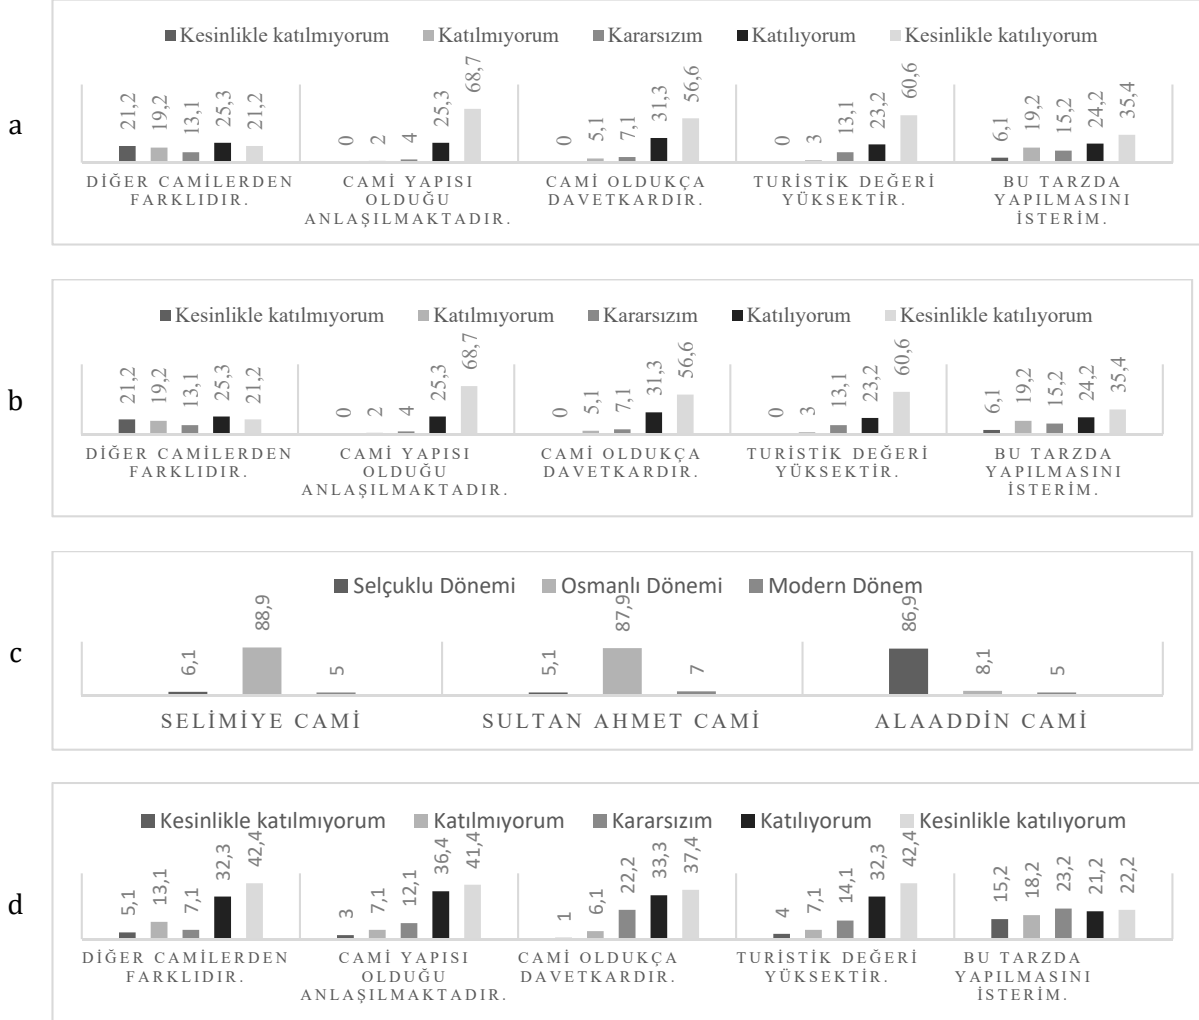 a
Kesinlikle katılmıyorum Katılmıyorum Kararsızım Katılıyorum Kesinlikle katılıyorum
21,2 19,2 13,1 25,3 21,2 0 2 4 25,3 68,7 0 5,1 7,1 31,3 56,6 0 3 13,1 23,2 60,6 6,1 19,2 15,2 24,2 35,4
DİĞER CAMİLERDEN FARKLIDIR.
CAMİ YAPISI OLDUĞU ANLAŞILMAKTADIR.
CAMİ OLDUKÇA DAVETKARDIR.
TURİSTİK DEĞERİ YÜKSEKTİR.
BU TARZDA YAPILMASINI İSTERİM.
b
Kesinlikle katılmıyorum Katılmıyorum Kararsızım Katılıyorum Kesinlikle katılıyorum
21,2 19,2 13,1 25,3 21,2 0 2 4 25,3 68,7 0 5,1 7,1 31,3 56,6 0 3 13,1 23,2 60,6 6,1 19,2 15,2 24,2 35,4
DİĞER CAMİLERDEN FARKLIDIR.
CAMİ YAPISI OLDUĞU ANLAŞILMAKTADIR.
CAMİ OLDUKÇA DAVETKARDIR.
TURİSTİK DEĞERİ YÜKSEKTİR.
BU TARZDA YAPILMASINI İSTERİM.
c
Selçuklu Dönemi Osmanlı Dönemi Modern Dönem
6,1 88,9 5 5,1 87,9 7 86,9 8,1 5
SELİMİYE CAMİ SULTAN AHMET CAMİ ALAADDİN CAMİ
d
Kesinlikle katılmıyorum Katılmıyorum Kararsızım Katılıyorum Kesinlikle katılıyorum
5,1 13,1 7,1 32,3 42,4 3 7,1 12,1 36,4 41,4 1 6,1 22,2 33,3 37,4 4 7,1 14,1 32,3 42,4 15,2 18,2 23,2 21,2 22,2
DİĞER CAMİLERDEN FARKLIDIR.
CAMİ YAPISI OLDUĞU ANLAŞILMAKTADIR.
CAMİ OLDUKÇA DAVETKARDIR.
TURİSTİK DEĞERİ YÜKSEKTİR.
BU TARZDA YAPILMASINI İSTERİM.